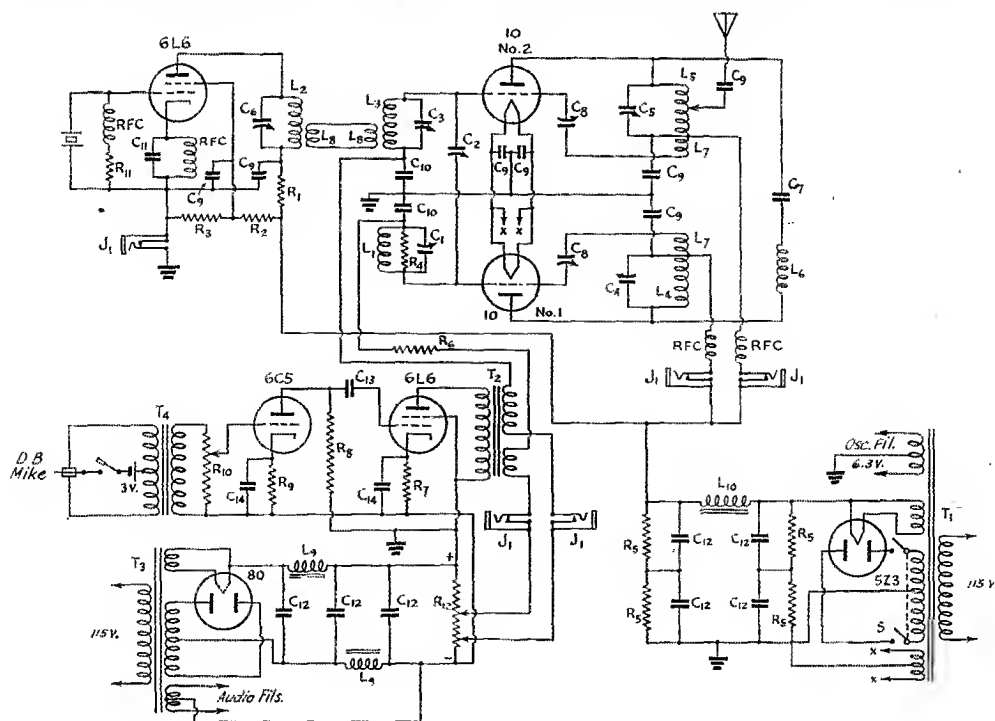 6L6
10
No.2
L2
L3
L5
C9
C6
C3
C5
RFC
C2
C8
L8
L8
C11
RFC
L7
R11
C9
C9
C9
C10
C9
C9
C7
R1
C10
C9
R3
R2
J1
x
x
L1
R4
C1
C8
L7
C4
L4
L6
10
No.1
R6
RFC
RFC
6C5
C13
6L6
T2
J1
J1
T4
Osc. Fil.
6.3V.
D B
Mike
3V.
R10
R8
L10
C14
R9
C14
R7
T1
J1
J1
R5
C12
C12
R5
5Z3
115 V
T3
80
L9
+
R5
C12
C12
R5
S
115V.
C12
C12
C12
R12
-
x
x
L9
Audio Fils.